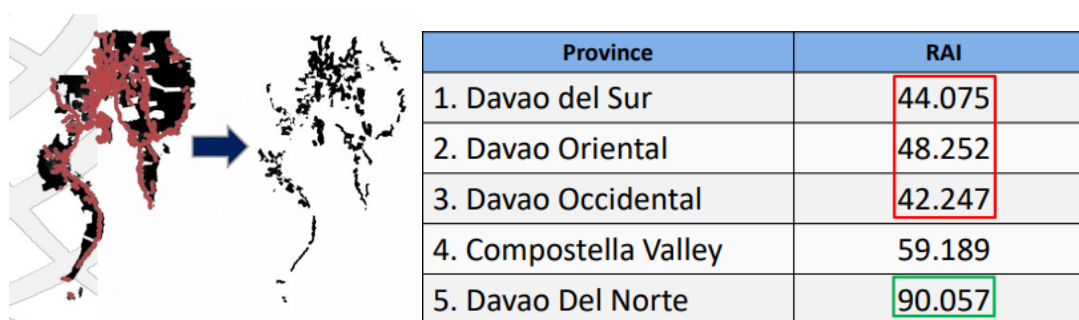 Province RAI
1. Davao del Sur 44.075
2. Davao Oriental 48.252
3. Davao Occidental 42.247
4. Compostella Valley 59.189
5. Davao Del Norte 90.057